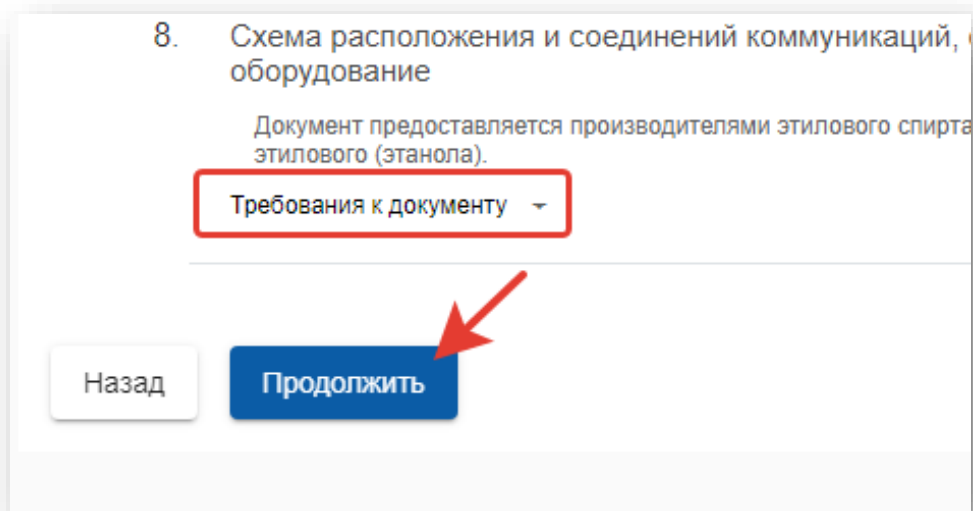 8. Схема расположения и соединений коммуникаций,
оборудование
Документ предоставляется производителями этилового спирта
этилового (этанола).
Требования к документу
Назад
Продолжить